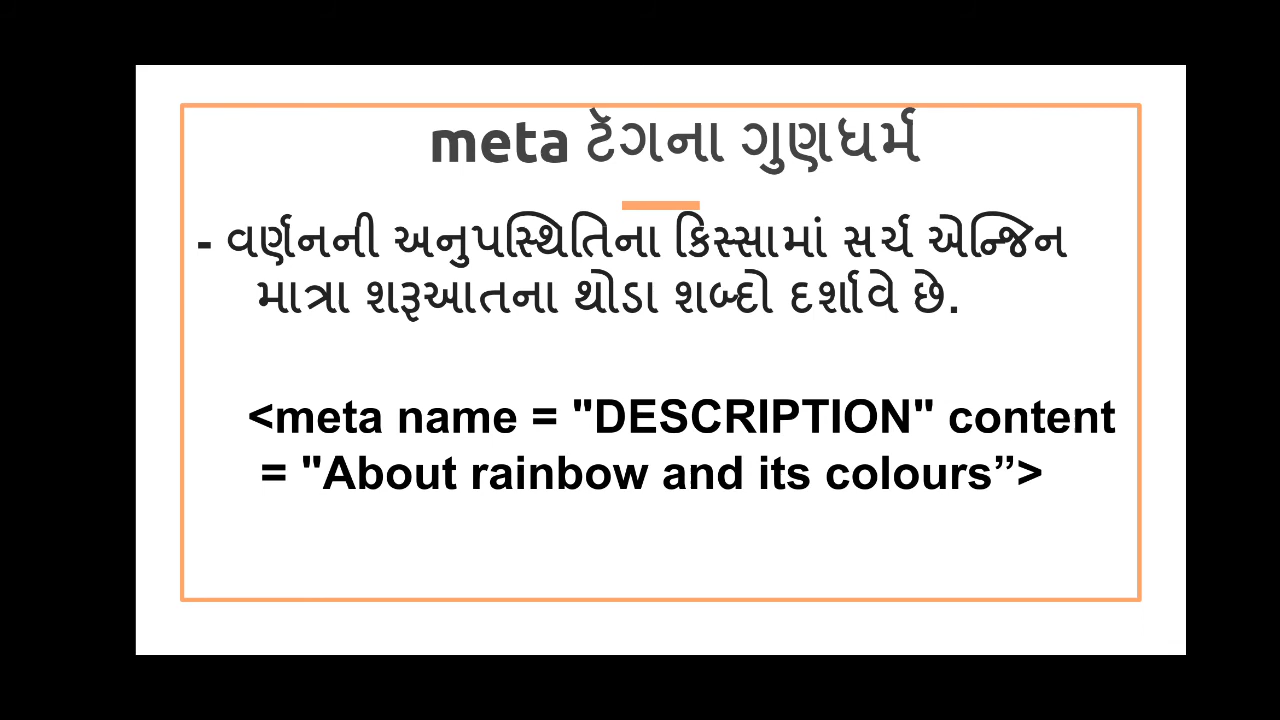 meta ટૅગના ગુણધર્મ
- વર્ણનની અનુપસ્થિતિના કિસ્સામાં સર્ચ એન્જિન
માત્રા શરૂઆતના થોડા શબ્દો દર્શાવે છે.
<meta name = "DESCRIPTION" content
= "About rainbow and its colours”>